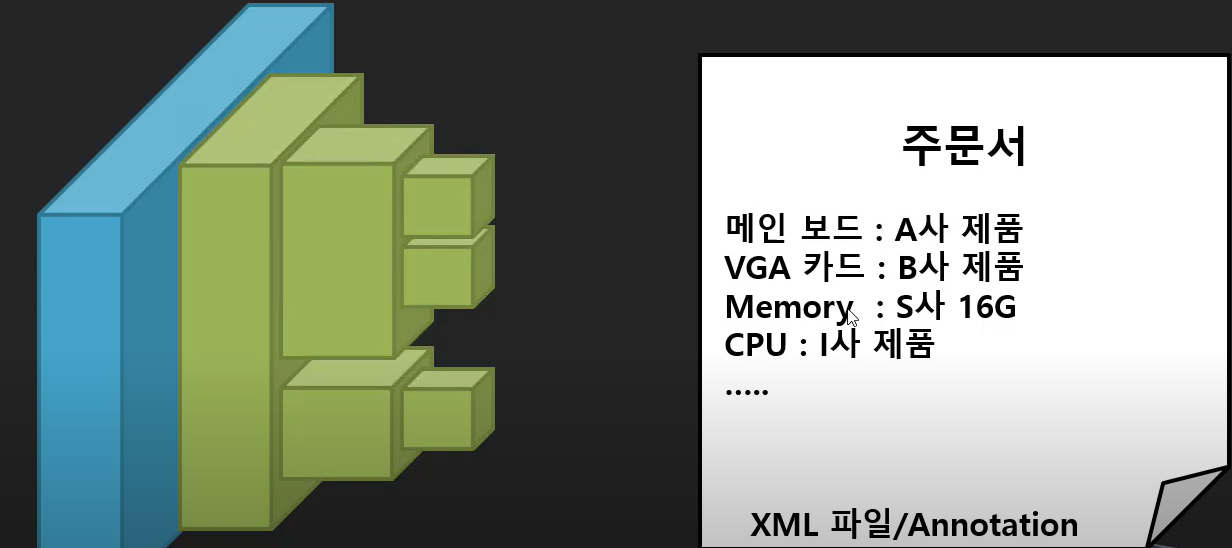 주문서
메인 보드 : A사 제품
VGA 카드 : B사 제품
Memory : S사 16G
CPU : I사 제품
.....
XML 파일/Annotation